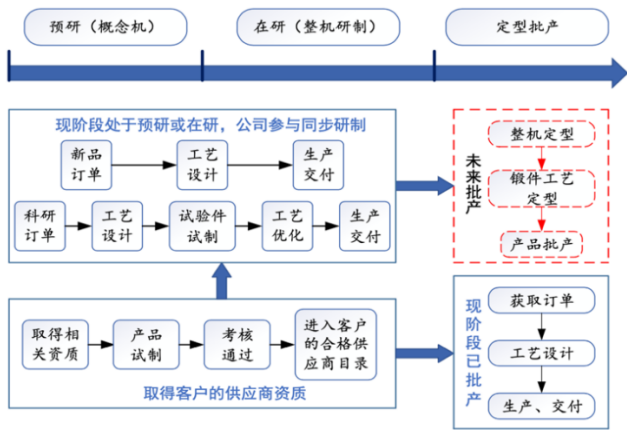 预研（概念机）
在研（整机研制）
定型批产
现阶段处于预研或在研，公司参与同步研制
新品
订单
工艺
设计
生产
交付
科研
订单
工艺
设计
试验件
试制
工艺
优化
生产
交付
未来批产
整机定型
锻件工艺
定型
产品批产
取得相
关资质
产品
试制
考核
通过
进入客户
的合格供
应商目录
取得客户的供应商资质
现阶段已批产
获取订单
工艺设计
生产、交付